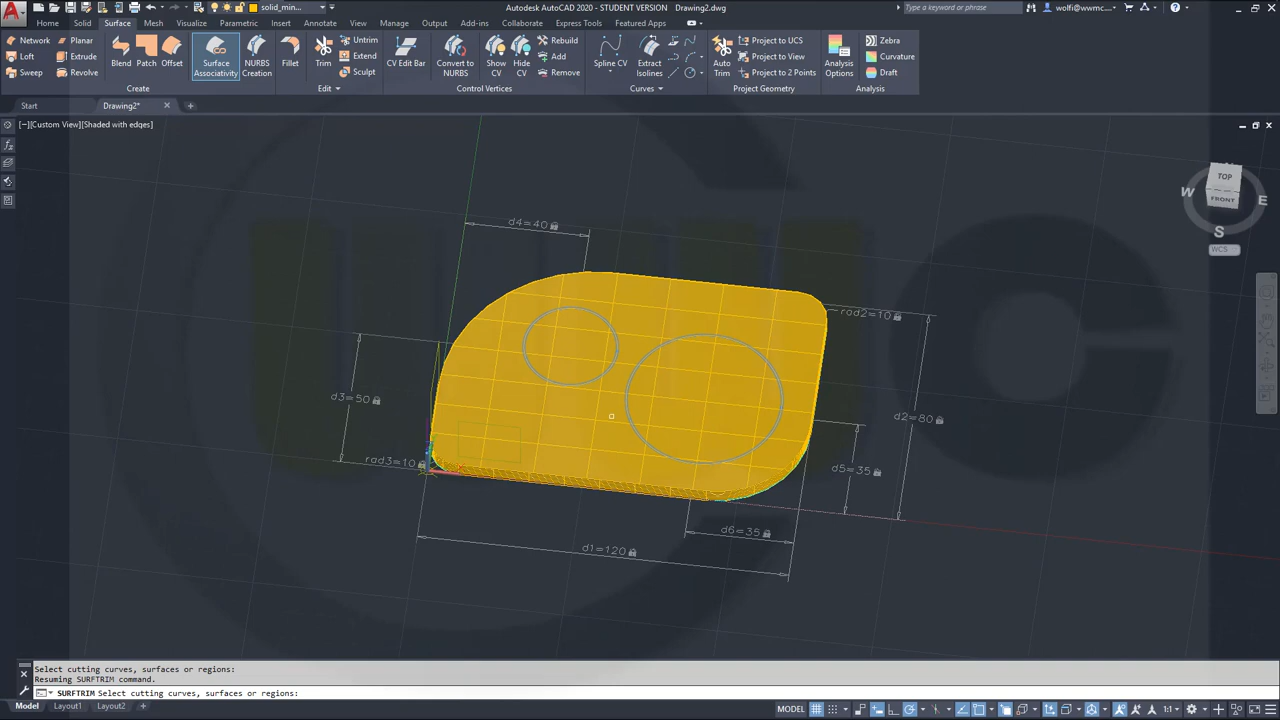 Autodesk AutoCAD 2020 - STUDENT VERSION Drawing2.dwg
solid_min...
Type a keyword or phrase
wolfi@wwmc...
Home Solid Surface Mesh Visualize Parametric Insert Annotate View Manage Output Add-ins Collaborate Express Tools Featured Apps
Network Planar
Loft Extrude
Sweep Revolve
Blend Patch Offset
Surface Associativity
NURBS Creation
Fillet
Trim
Untrim
Extend
Sculpt
CV Edit Bar
Convert to NURBS
Show CV
Hide CV
Rebuild
Add
Remove
Spline CV
Extract Isolines
Auto Trim
Project to UCS
Project to View
Project to 2 Points
Analysis Options
Zebra
Curvature
Draft
Create Edit Control Vertices Curves Project Geometry Analysis
Start Drawing2*
[−][Custom View][Shaded with edges]
TOP
FRONT
W
E
S
WCS
d4=40
rad2=10
d3=50
d2=80
rad3=10
d5=35
d6=35
d1=120
Select cutting curves, surfaces or regions:
Resuming SURFTRIM command.
SURFTRIM Select cutting curves, surfaces or regions:
Model Layout1 Layout2 +
MODEL
1:1